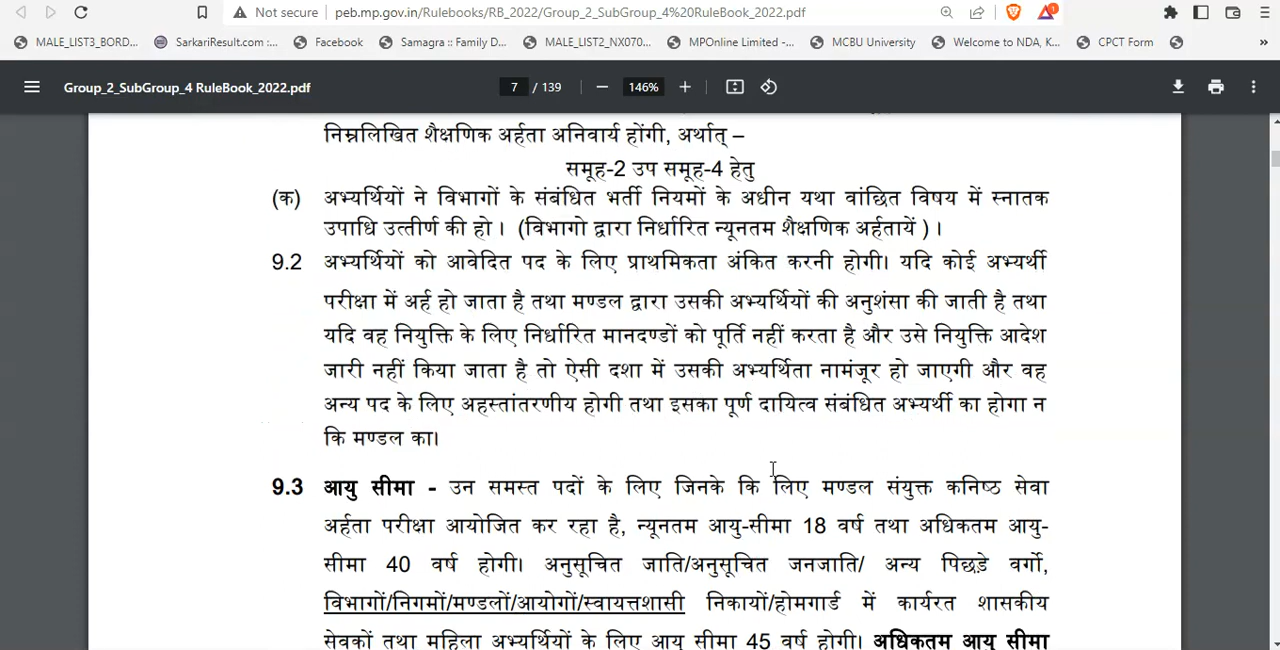 Not secure | peb.mp.gov.in/Rulebooks/RB_2022/Group_2_SubGroup_4%20RuleBook_2022.pdf
MALE_LIST3_BORD... SarkariResult.com :... Facebook Samagra :: Family D... MALE_LIST2_NX070... MPOnline Limited -... MCBU University Welcome to NDA, K... CPCT Form »
Group_2_SubGroup_4 RuleBook_2022.pdf 7 / 139 146%
निम्नलिखित शैक्षणिक अर्हता अनिवार्य होंगी, अर्थात् –
समूह-2 उप समूह-4 हेतु
(क) अभ्यर्थियों ने विभागों के संबंधित भर्ती नियमों के अधीन यथा वांछित विषय में स्नातक
उपाधि उत्तीर्ण की हो। (विभागो द्वारा निर्धारित न्यूनतम शैक्षणिक अर्हतायें )।
9.2 अभ्यर्थियों को आवेदित पद के लिए प्राथमिकता अंकित करनी होगी। यदि कोई अभ्यर्थी
परीक्षा में अर्ह हो जाता है तथा मण्डल द्वारा उसकी अभ्यर्थियों की अनुशंसा की जाती है तथा
यदि वह नियुक्ति के लिए निर्धारित मानदण्डों को पूर्ति नहीं करता है और उसे नियुक्ति आदेश
जारी नहीं किया जाता है तो ऐसी दशा में उसकी अभ्यर्थिता नामंजूर हो जाएगी और वह
अन्य पद के लिए अहस्तांतरणीय होगी तथा इसका पूर्ण दायित्व संबंधित अभ्यर्थी का होगा न
कि मण्डल का।
9.3 आयु सीमा - उन समस्त पदों के लिए जिनके कि लिए मण्डल संयुक्त कनिष्ठ सेवा
अर्हता परीक्षा आयोजित कर रहा है, न्यूनतम आयु-सीमा 18 वर्ष तथा अधिकतम आयु-
सीमा 40 वर्ष होगी। अनुसूचित जाति/अनुसूचित जनजाति/ अन्य पिछड़े वर्गो,
विभागों/निगमों/मण्डलों/आयोगों/स्वायत्तशासी निकायों/होमगार्ड में कार्यरत शासकीय
सेवकों तथा महिला अभ्यर्थियों के लिए आयु सीमा 45 वर्ष होगी। अधिकतम आयु सीमा